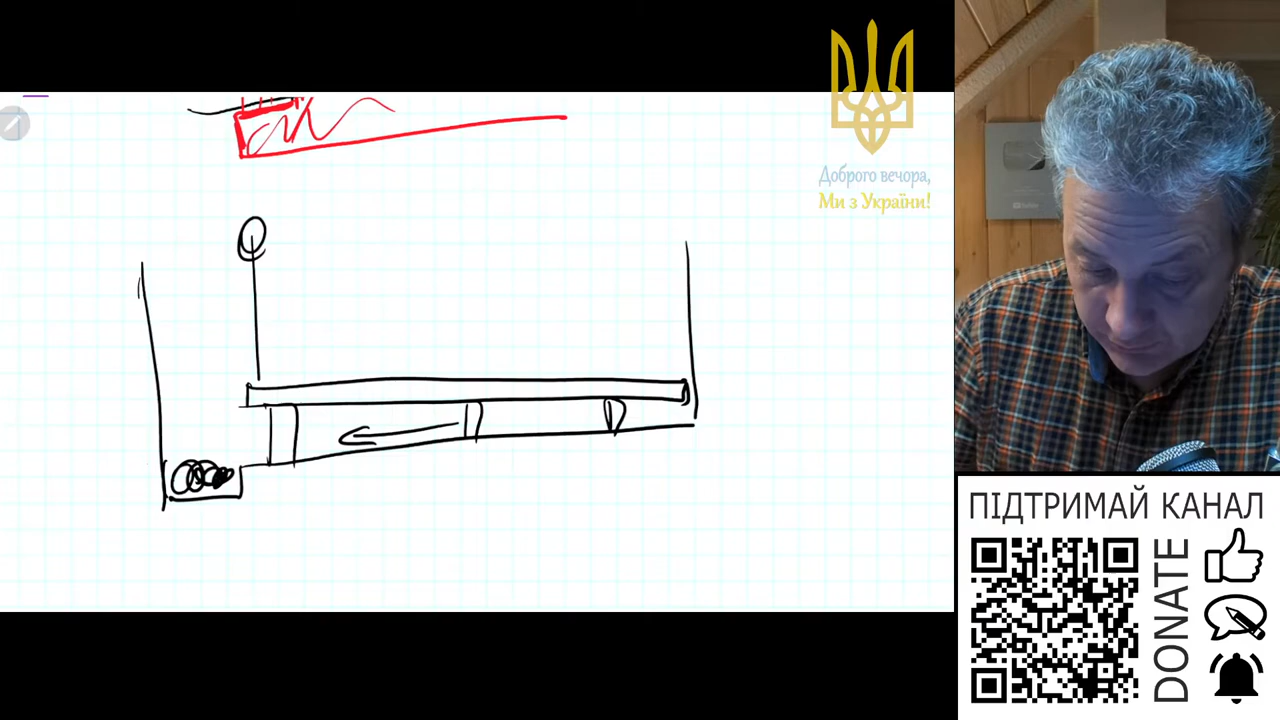 Доброго вечора,
Ми з України!
ПІДТРИМАЙ КАНАЛ
DONATE